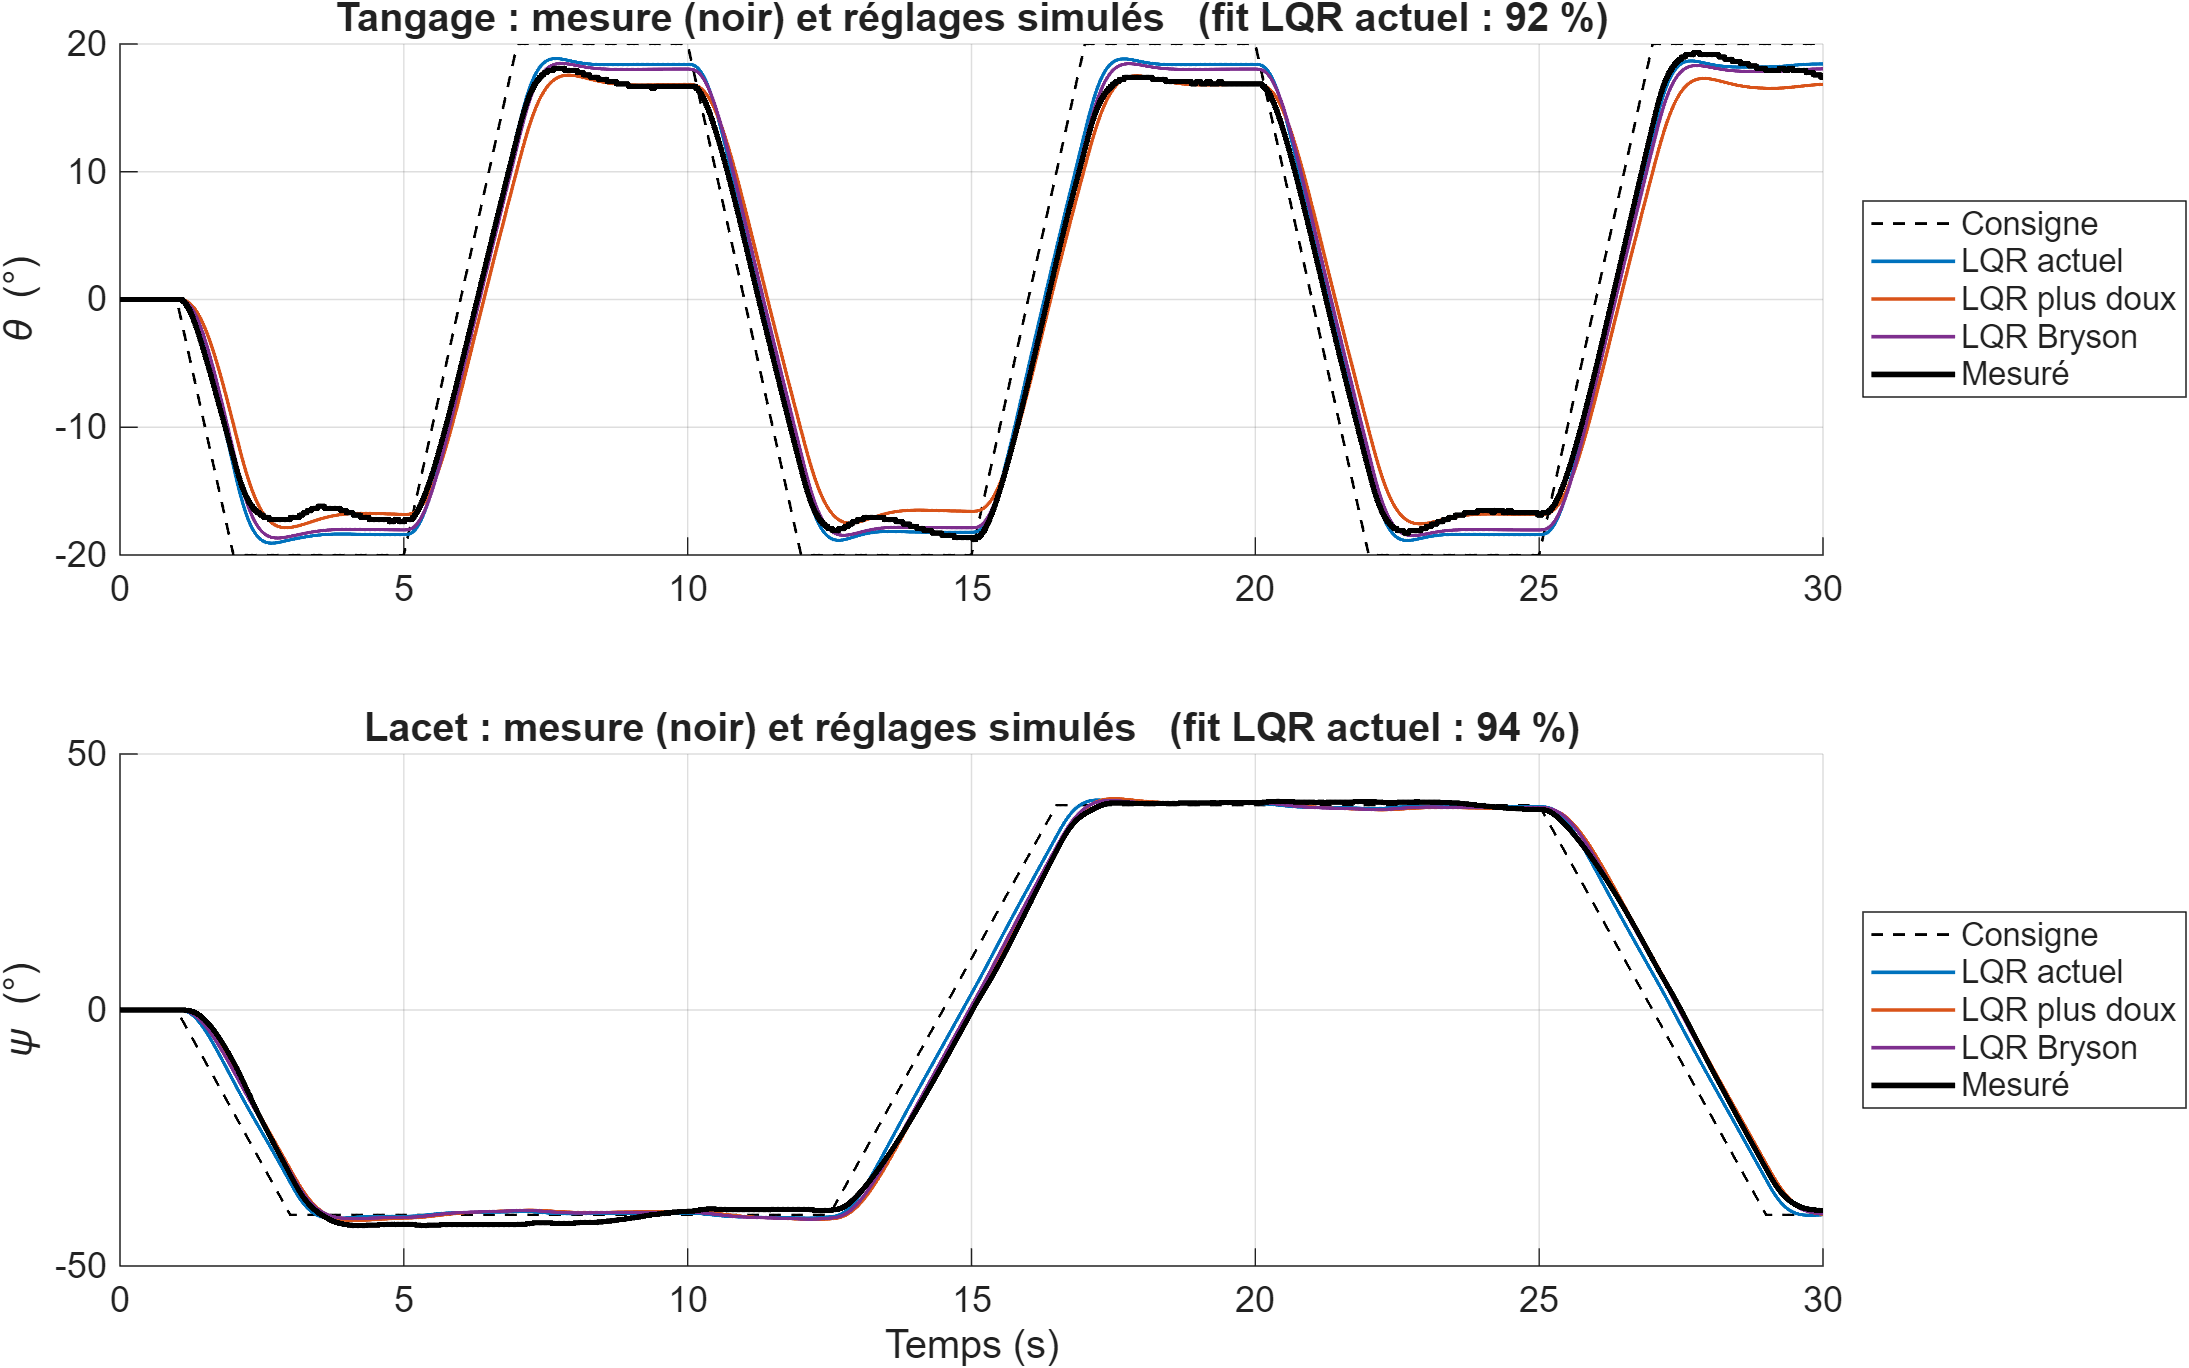 Tangage : mesure (noir) et réglages simulés (fit LQR actuel : 92 %)
20
10
0
-10
-20
θ (°)
0 5 10 15 20 25 30
Consigne
LQR actuel
LQR plus doux
LQR Bryson
Mesuré
Lacet : mesure (noir) et réglages simulés (fit LQR actuel : 94 %)
50
0
-50
ψ (°)
0 5 10 15 20 25 30
Temps (s)
Consigne
LQR actuel
LQR plus doux
LQR Bryson
Mesuré